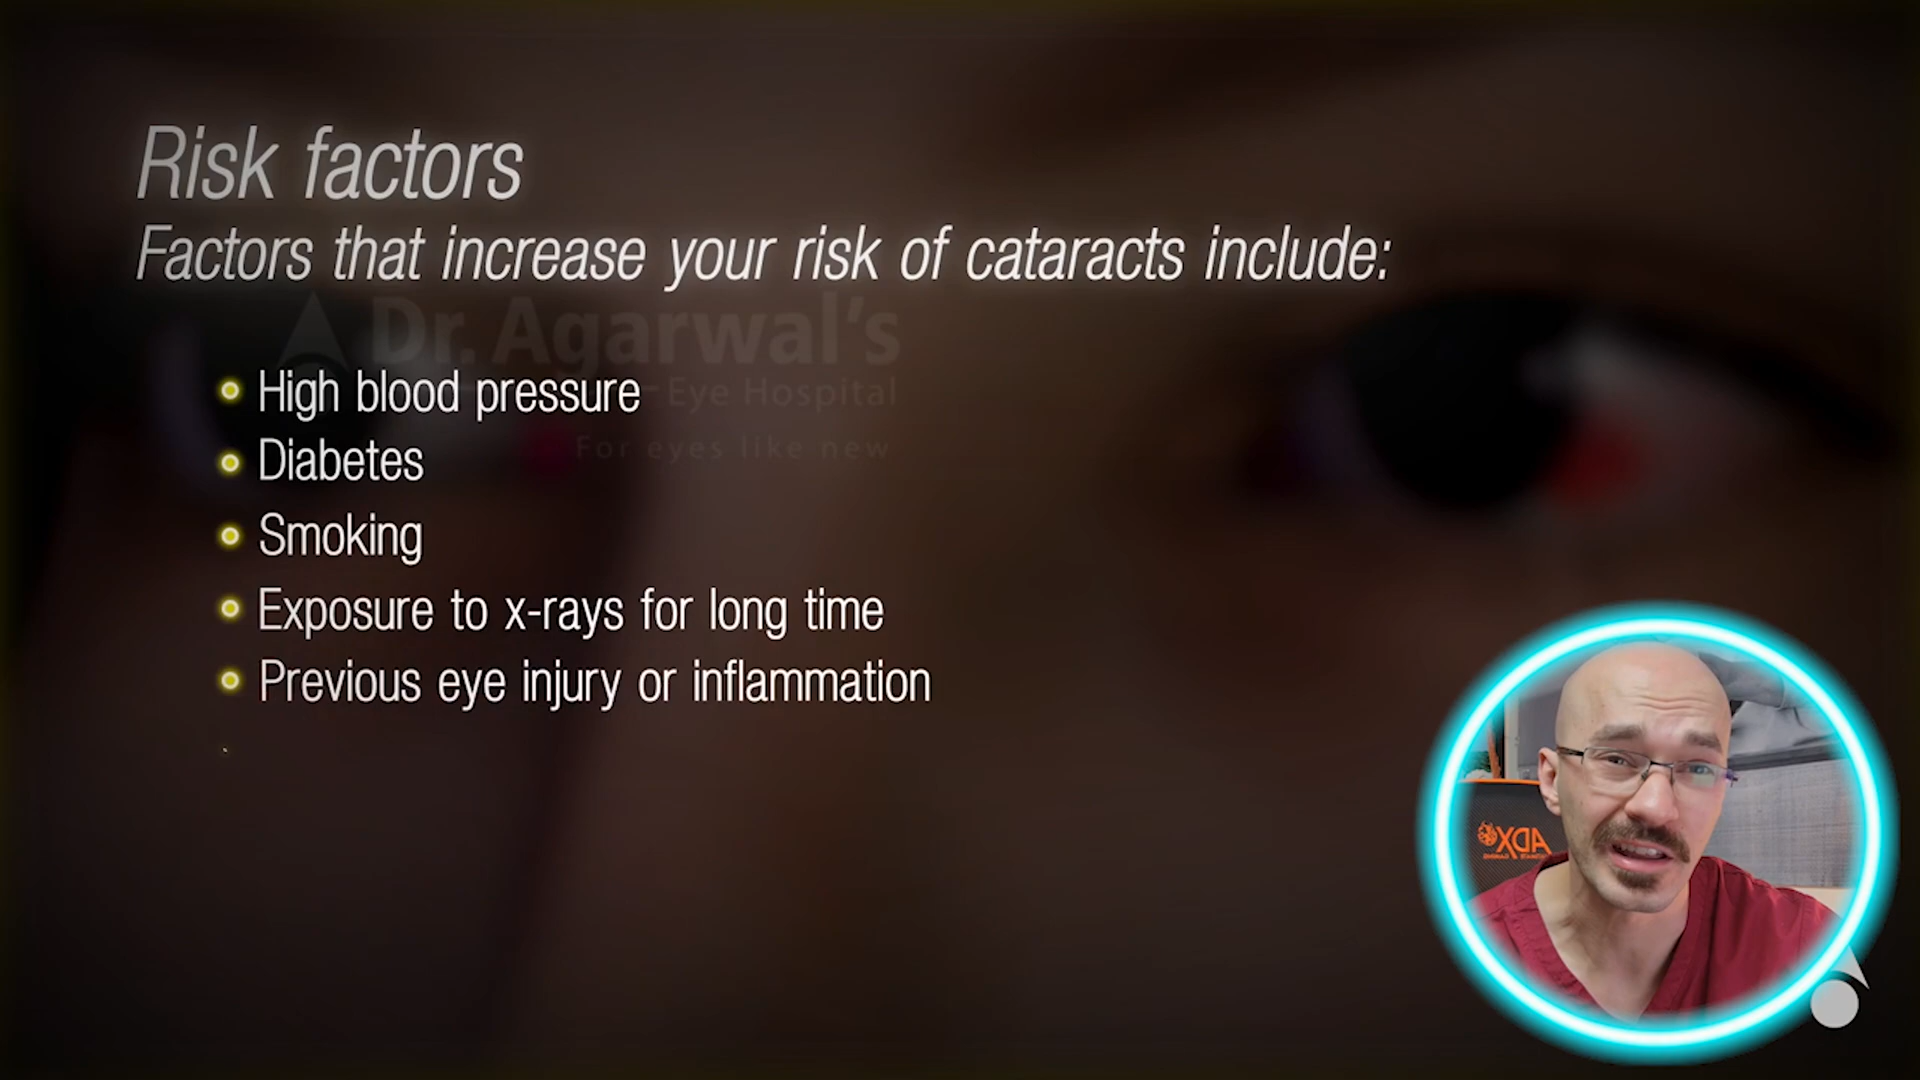 Risk factors
Factors that increase your risk of cataracts include:
Dr. Agarwal's
Eye Hospital
For eyes like new
High blood pressure
Diabetes
Smoking
Exposure to x-rays for long time
Previous eye injury or inflammation
ADX